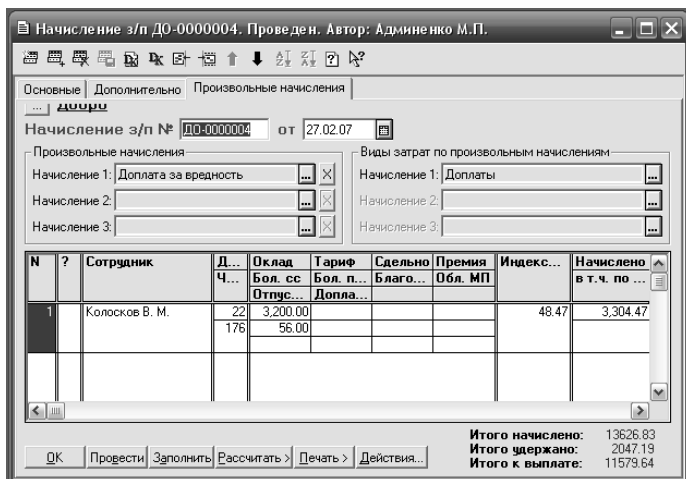 Начисление з/п ДО-0000004. Проведен. Автор: Админенко М.П.
Основные Дополнительно Произвольные начисления
... Добро
Начисление з/п № ДО-0000004 от 27.02.07
Произвольные начисления Виды затрат по произвольным начислениям
Начисление 1: Доплата за вредность ... X Начисление 1: Доплаты ...
Начисление 2: ... X Начисление 2: ...
Начисление 3: ... X Начисление 3: ...
N ? Сотрудник Д... Оклад Тариф Сдельно Премия Индекс... Начислено
Ч... Бол. сс Бол. п... Благо... Обл. МП в т.ч. по ...
Отпус... Допла...
1 Колосков В. М. 22 3,200.00 48.47 3,304.47
176 56.00
Итого начислено: 13626.83
Итого удержано: 2047.19
Итого к выплате: 11579.64
OK Провести Заполнить Рассчитать > Печать > Действия...